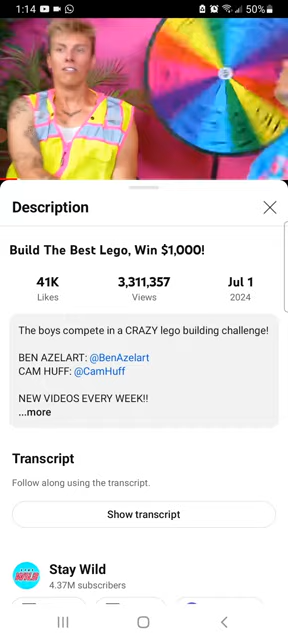 1:14
50%
Description
Build The Best Lego, Win $1,000!
41K 3,311,357 Jul 1
Likes Views 2024
The boys compete in a CRAZY lego building challenge!
BEN AZELART: @BenAzelart
CAM HUFF: @CamHuff
NEW VIDEOS EVERY WEEK!!
...more
Transcript
Follow along using the transcript.
Show transcript
Stay Wild
4.37M subscribers